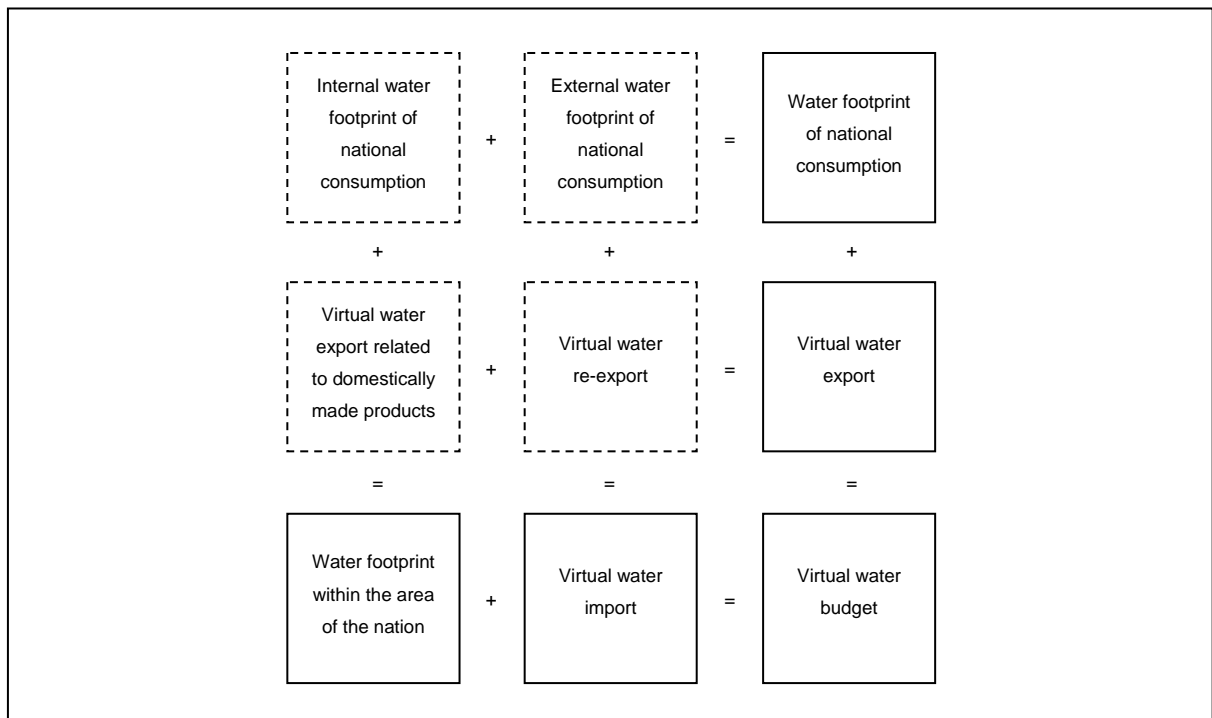 Internal water
footprint of
national
consumption
+
External water
footprint of
national
consumption
=
Water footprint
of national
consumption
+
+
+
Virtual water
export related
to domestically
made products
+
Virtual water
re-export
=
Virtual water
export
=
=
=
Water footprint
within the area
of the nation
+
Virtual water
import
=
Virtual water
budget